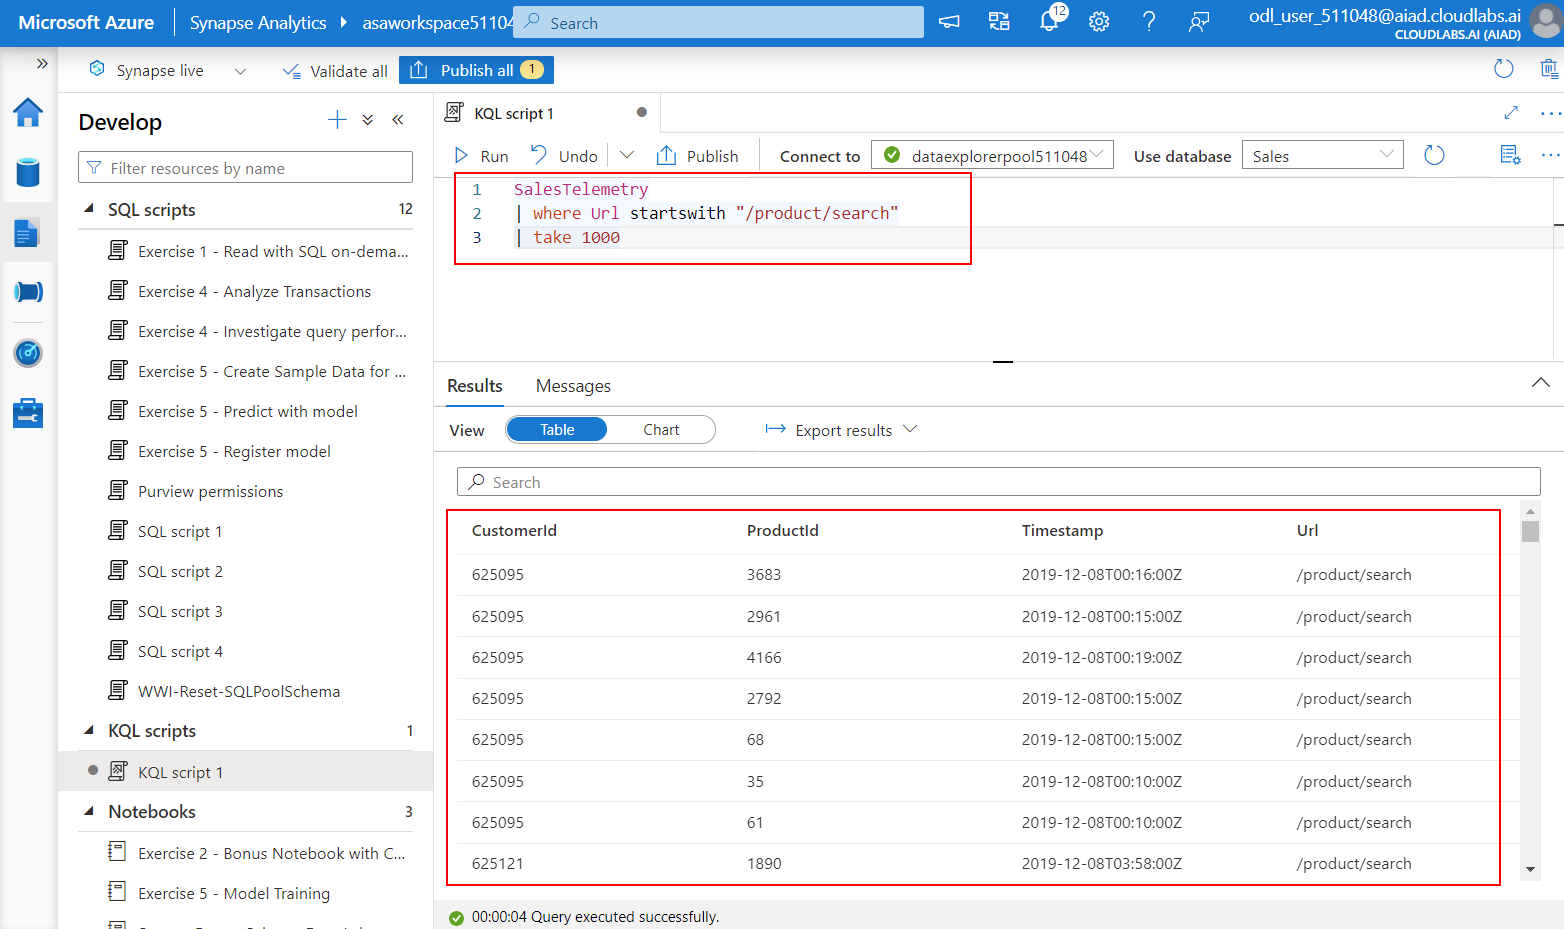 Microsoft Azure
Synapse Analytics
asaworkspace51104
Search
12
odl_user_511048@aiad.cloudlabs.ai
CLOUDLABS.AI (AIAD)
Synapse live
Validate all
Publish all
1
Develop
Filter resources by name
SQL scripts 12
Exercise 1 - Read with SQL on-dema...
Exercise 4 - Analyze Transactions
Exercise 4 - Investigate query perfor...
Exercise 5 - Create Sample Data for ...
Exercise 5 - Predict with model
Exercise 5 - Register model
Purview permissions
SQL script 1
SQL script 2
SQL script 3
SQL script 4
WWI-Reset-SQLPoolSchema
KQL scripts 1
KQL script 1
Notebooks 3
Exercise 2 - Bonus Notebook with C...
Exercise 5 - Model Training
KQL script 1
Run
Undo
Publish
Connect to
dataexplorerpool511048
Use database
Sales
1 SalesTelemetry
2 | where Url startswith "/product/search"
3 | take 1000
Results Messages
View Table Chart Export results
Search
CustomerId ProductId Timestamp Url
625095 3683 2019-12-08T00:16:00Z /product/search
625095 2961 2019-12-08T00:15:00Z /product/search
625095 4166 2019-12-08T00:19:00Z /product/search
625095 2792 2019-12-08T00:15:00Z /product/search
625095 68 2019-12-08T00:15:00Z /product/search
625095 35 2019-12-08T00:10:00Z /product/search
625095 61 2019-12-08T00:10:00Z /product/search
625121 1890 2019-12-08T03:58:00Z /product/search
00:00:04 Query executed successfully.